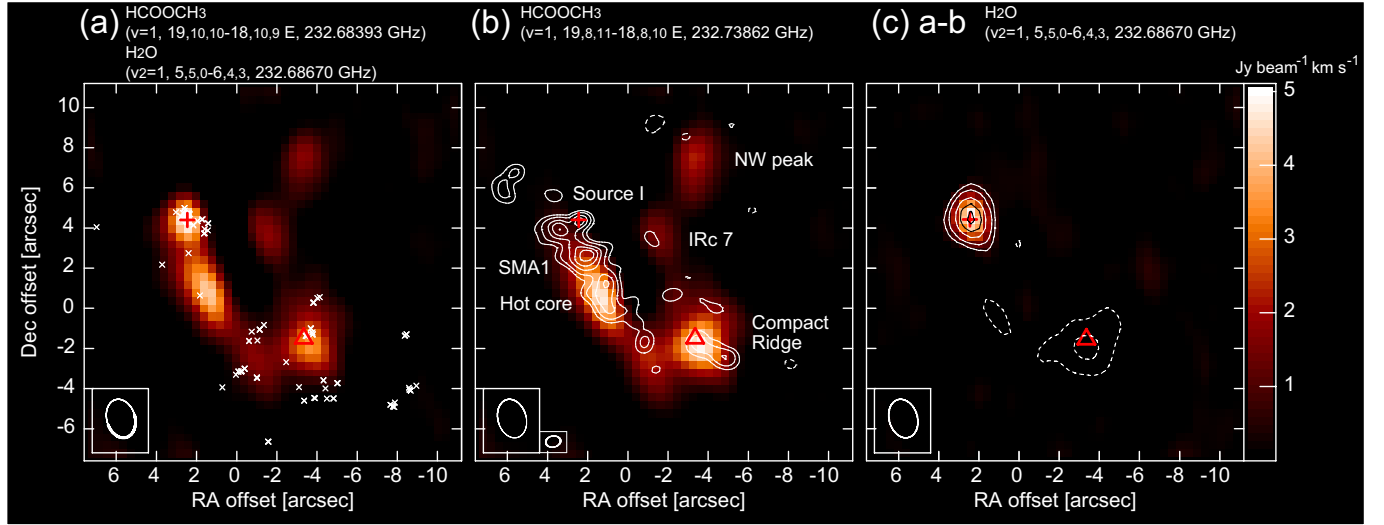 (a) HCOOCH3
(v=1, 19,10,10-18,10,9 E, 232.68393 GHz)
H2O
(v2=1, 5,5,0-6,4,3, 232.68670 GHz)
(b) HCOOCH3
(v=1, 19,8,11-18,8,10 E, 232.73862 GHz)
(c) a-b H2O
(v2=1, 5,5,0-6,4,3, 232.68670 GHz)
Jy beam-1 km s-1
Dec offset [arcsec]
10
8
6
4
2
0
-2
-4
-6
6 4 2 0 -2 -4 -6 -8 -10
RA offset [arcsec]
NW peak
Source I
IRc 7
SMA1
Hot core
Compact
Ridge
6 4 2 0 -2 -4 -6 -8 -10
RA offset [arcsec]
6 4 2 0 -2 -4 -6 -8 -10
RA offset [arcsec]
5
4
3
2
1